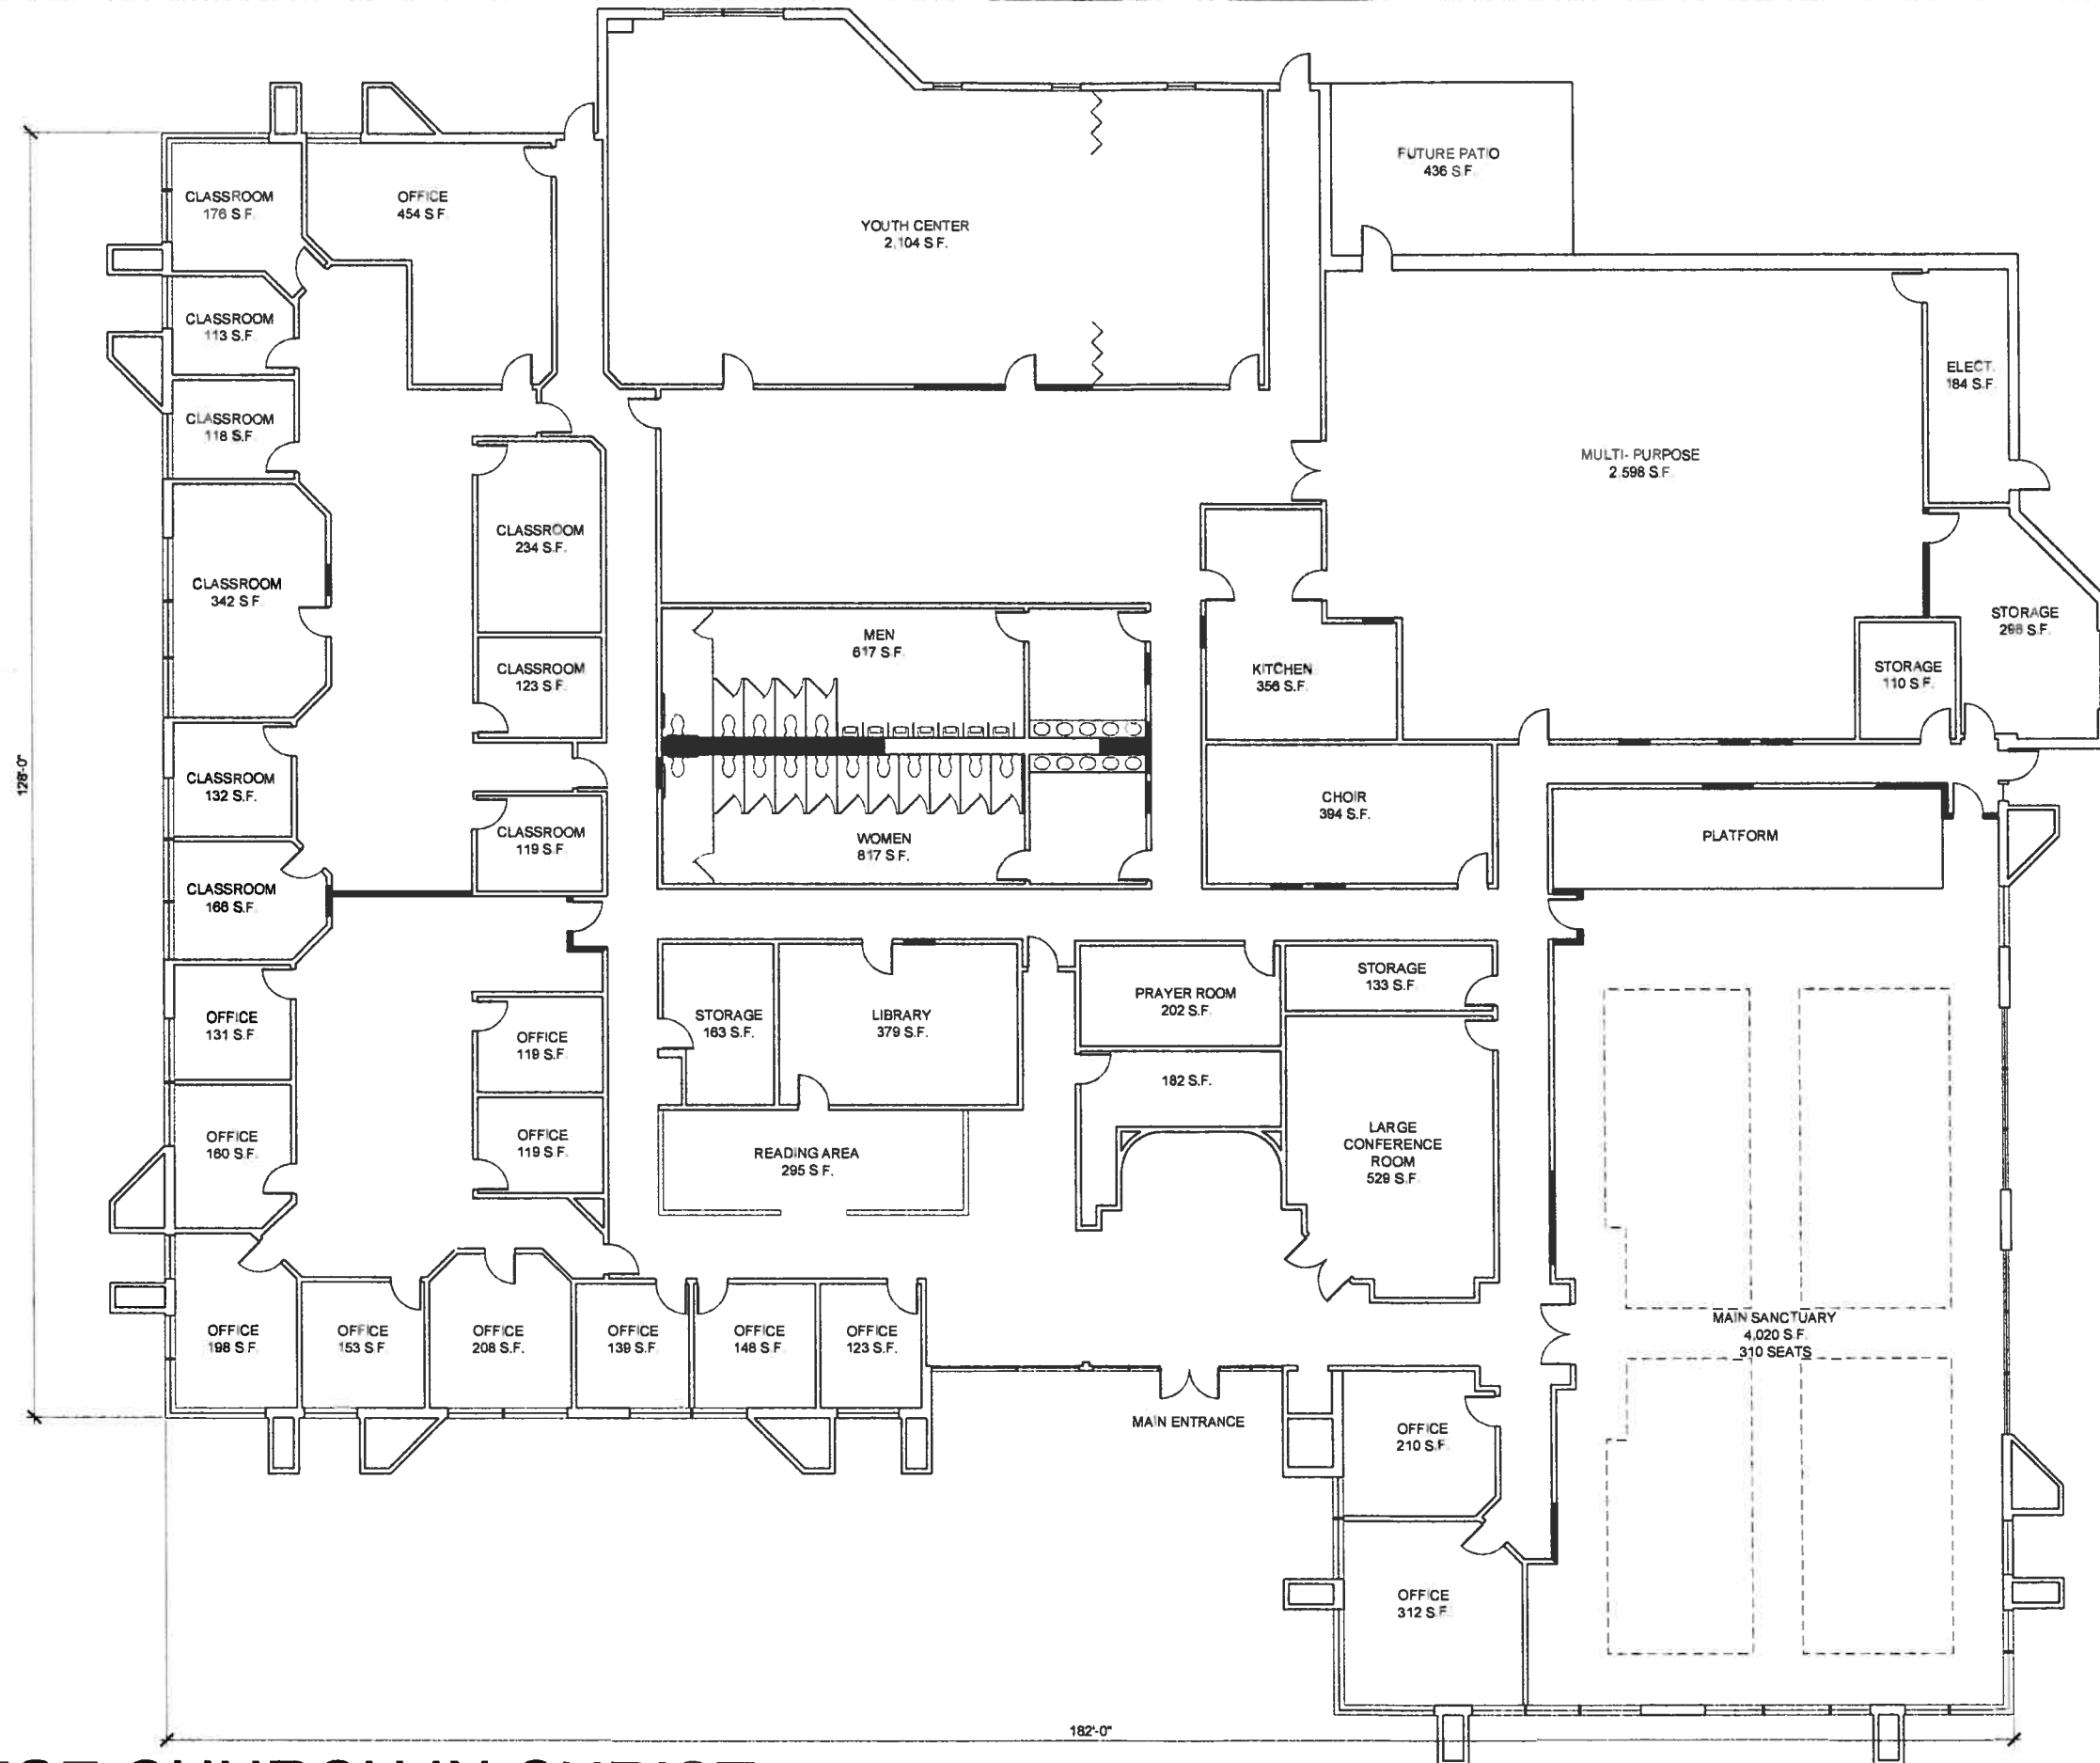 FUTURE PATIO
436 S.F.
CLASSROOM
176 S.F.
OFFICE
454 S.F.
YOUTH CENTER
2,104 S.F.
CLASSROOM
113 S.F.
CLASSROOM
118 S.F.
ELECT.
184 S.F.
MULTI- PURPOSE
2,598 S.F.
CLASSROOM
234 S.F.
CLASSROOM
342 S.F.
STORAGE
298 S.F.
MEN
617 S.F.
CLASSROOM
123 S.F.
KITCHEN
356 S.F.
STORAGE
110 S.F.
128'-0"
CLASSROOM
132 S.F.
CHOIR
394 S.F.
CLASSROOM
119 S.F.
WOMEN
617 S.F.
PLATFORM
CLASSROOM
166 S.F.
STORAGE
133 S.F.
PRAYER ROOM
202 S.F.
OFFICE
131 S.F.
STORAGE
163 S.F.
LIBRARY
379 S.F.
OFFICE
119 S.F.
182 S.F.
OFFICE
160 S.F.
OFFICE
119 S.F.
READING AREA
295 S.F.
LARGE
CONFERENCE
ROOM
529 S.F.
OFFICE
198 S.F.
OFFICE
153 S.F.
OFFICE
208 S.F.
OFFICE
139 S.F.
OFFICE
148 S.F.
OFFICE
123 S.F.
MAIN SANCTUARY
4,020 S.F.
310 SEATS
MAIN ENTRANCE
OFFICE
210 S.F.
OFFICE
312 S.F.
182'-0"
CHURCH IN CHRIST